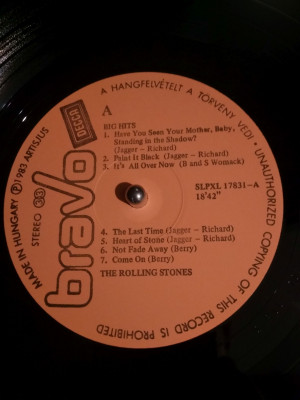 A HANGFELVÉTELT A TÖRVÉNY VÉDI • UNAUTHORIZED COPYING OF THIS RECORD IS PROHIBITED
MADE IN HUNGARY Ⓟ 1983 ARTISJUS
STEREO 33
bravo
DECCA
A
BIG HITS
1. Have You Seen Your Mother, Baby,
Standing in the Shadow?
(Jagger – Richard)
2. Point It Black (Jagger – Richard)
3. It's All Over Now (B and S Womack)
SLPXL 17831-A
18'42"
4. The Last Time (Jagger – Richard)
5. Heart of Stone (Jagger – Richard)
6. Not Fade Away (Berry)
7. Come On (Berry)
THE ROLLING STONES